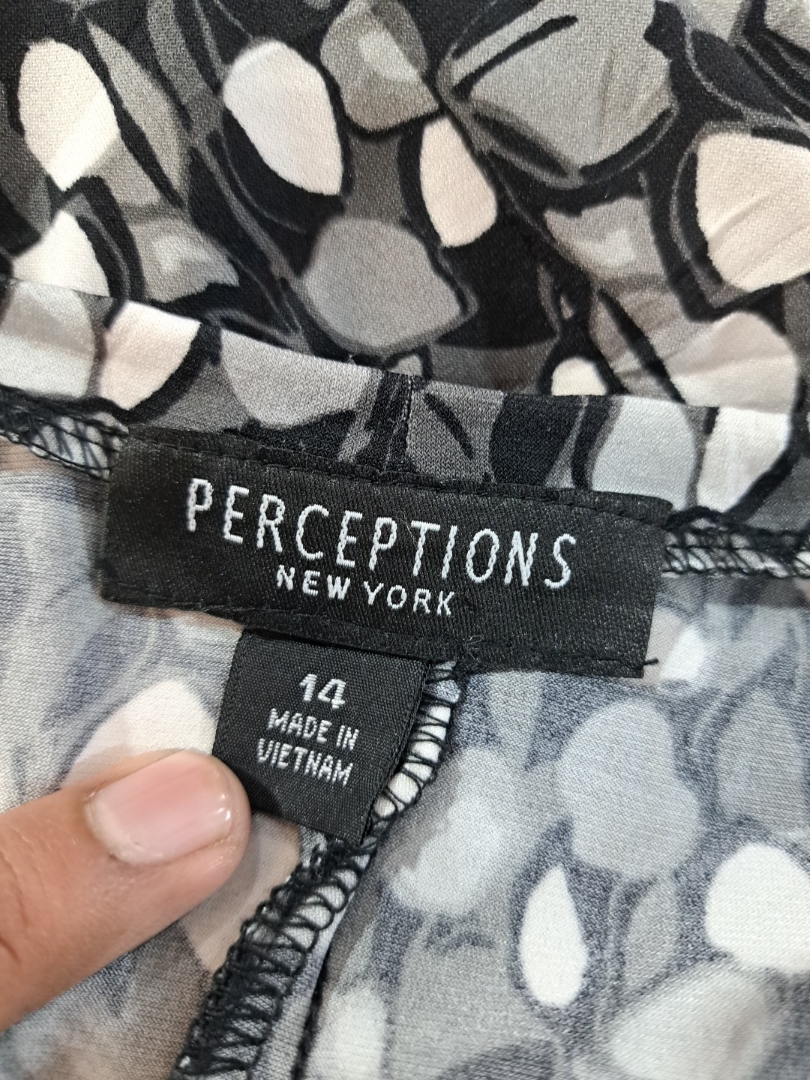 PERCEPTIONS
NEW YORK
14
MADE IN
VIETNAM